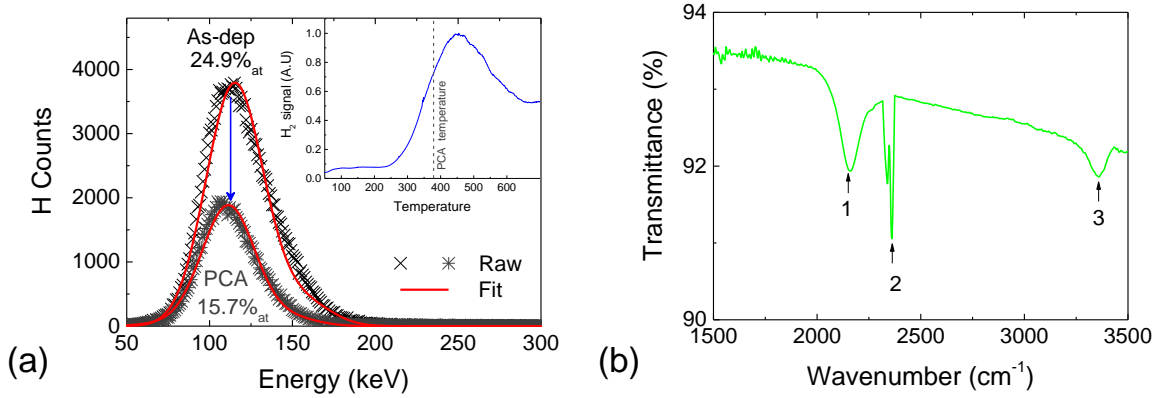 As-dep
24.9%at
4000
3000
2000
1000
0
H Counts
50 100 150 200 250 300
Energy (keV)
PCA
15.7%at
Raw
Fit
1.0
0.8
0.6
0.4
0.2
0.0
H2 signal (A.U)
PCA temperature
100 200 300 400 500 600
Temperature
(a)
94
92
90
Transmittance (%)
1
2
3
1500 2000 2500 3000 3500
Wavenumber (cm-1)
(b)